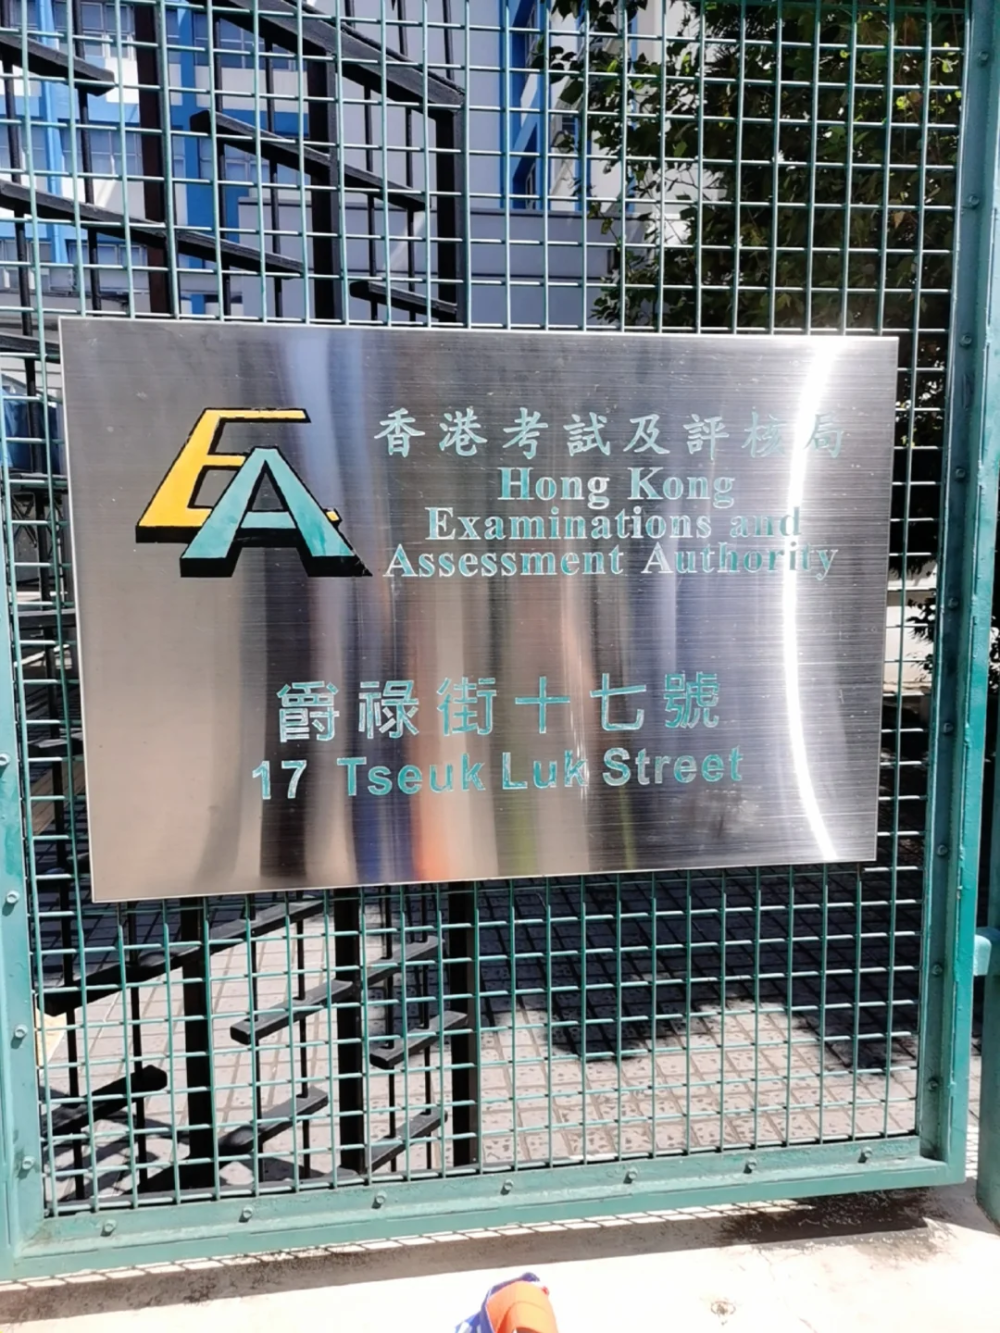 EA
香港考試及評核局
Hong Kong
Examinations and
Assessment Authority
爵祿街十七號
17 Tseuk Luk Street